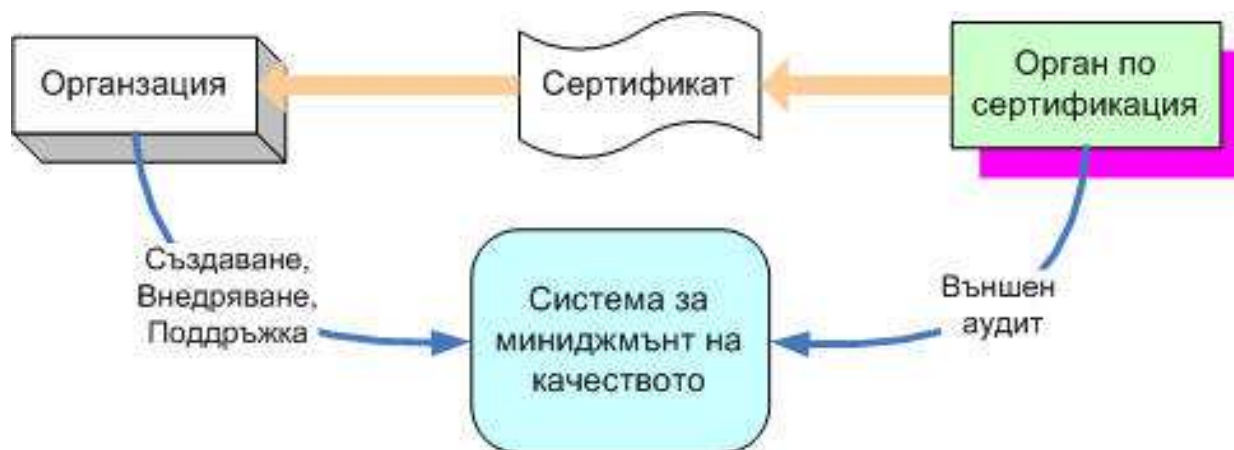 Органзация
Сертификат
Орган по
сертификация
Създаване,
Внедряване,
Поддръжка
Система за
миниджмънт на
качеството
Външен
аудит